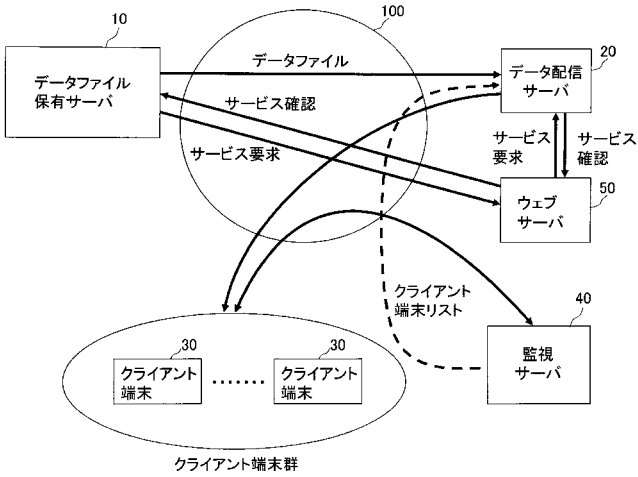 10
100
20
データファイル
保有サーバ
データファイル
データ配信
サーバ
サービス確認
サービス要求
サービス
要求
サービス
確認
50
ウェブ
サーバ
クライアント
端末リスト
40
監視
サーバ
30
クライアント
端末
.......
30
クライアント
端末
クライアント端末群